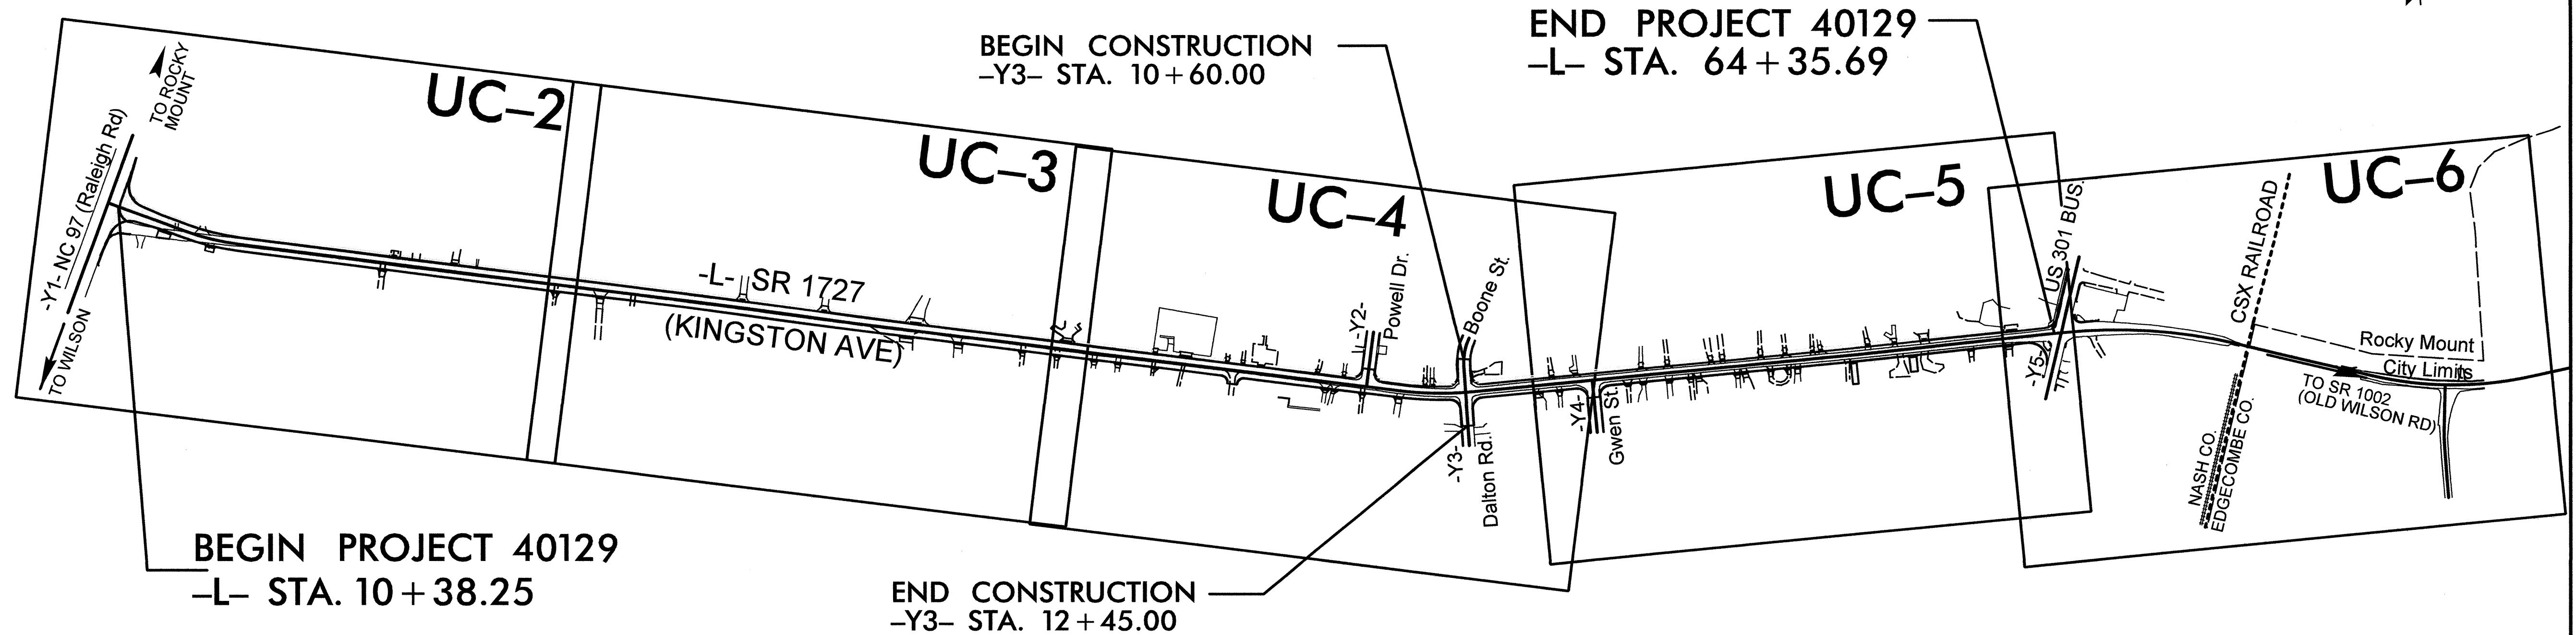 BEGIN CONSTRUCTION
–Y3– STA. 10+60.00
END PROJECT 40129
–L– STA. 64+35.69
TO ROCKY
MOUNT
UC–2
UC–3
UC–4
UC–5
UC–6
-Y1- NC 97 (Raleigh Rd)
TO WILSON
-L- SR 1727
(KINGSTON AVE)
-Y2-
Powell Dr.
Boone St.
-Y3-
Dalton Rd.
-Y4-
Gwen St.
US 301 BUS.
-Y5-
CSX RAILROAD
Rocky Mount
City Limits
TO SR 1002
(OLD WILSON RD)
NASH CO.
EDGECOMBE CO.
BEGIN PROJECT 40129
–L– STA. 10+38.25
END CONSTRUCTION
–Y3– STA. 12+45.00